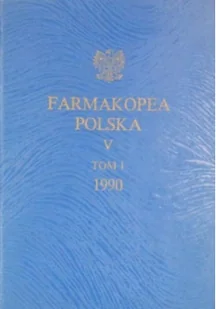 FARMAKOPEA
POLSKA
V
TOM I
1990